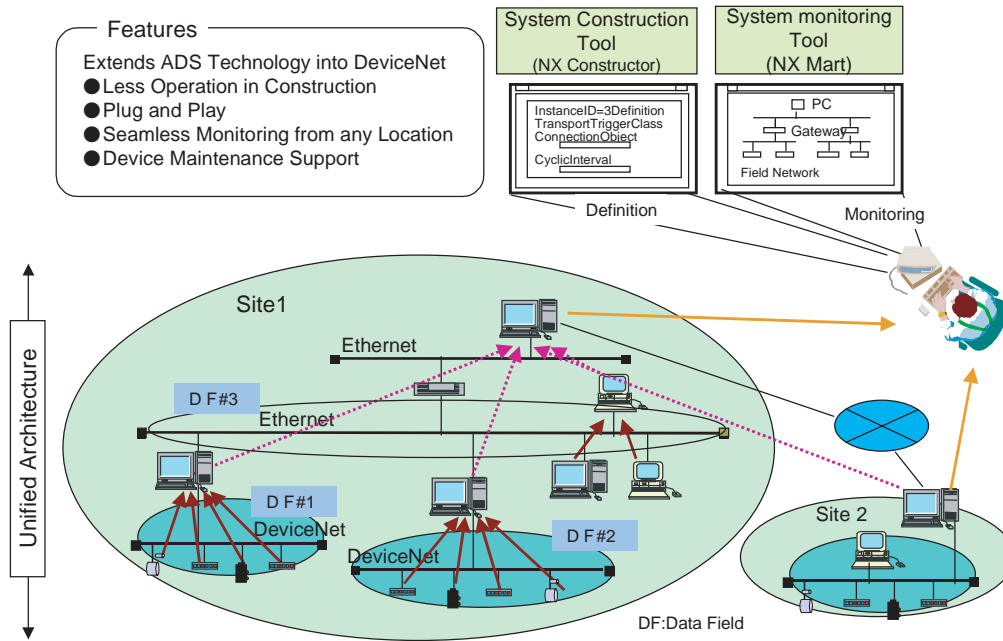 Features
Extends ADS Technology into DeviceNet
●Less Operation in Construction
●Plug and Play
●Seamless Monitoring from any Location
●Device Maintenance Support
System Construction
Tool
(NX Constructor)
System monitoring
Tool
(NX Mart)
InstanceID=3Definition
TransportTriggerClass
ConnectionObject
CyclicInterval
PC
Gateway
Field Network
Definition
Monitoring
Unified Architecture
Site1
Ethernet
D F#3
Ethernet
D F#1
DeviceNet
D F#2
DeviceNet
Site 2
DF:Data Field